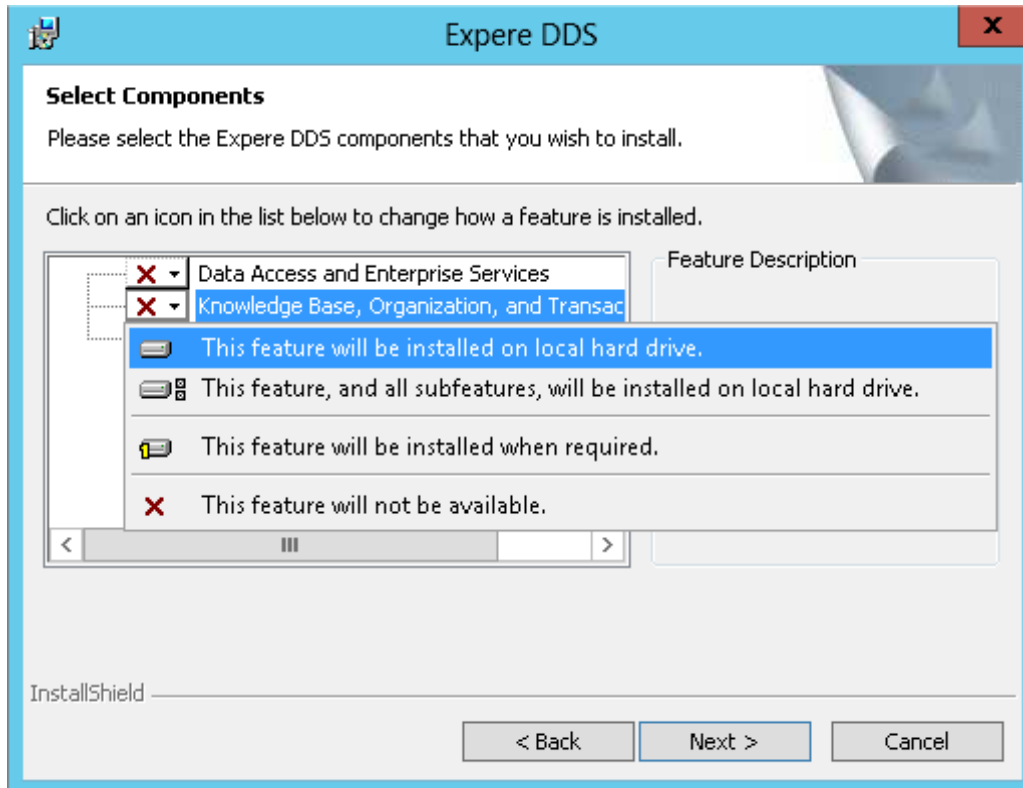 Expere DDS
X
Select Components
Please select the Expere DDS components that you wish to install.
Click on an icon in the list below to change how a feature is installed.
Data Access and Enterprise Services
Feature Description
Knowledge Base, Organization, and Transac
This feature will be installed on local hard drive.
This feature, and all subfeatures, will be installed on local hard drive.
This feature will be installed when required.
This feature will not be available.
InstallShield
< Back
Next >
Cancel